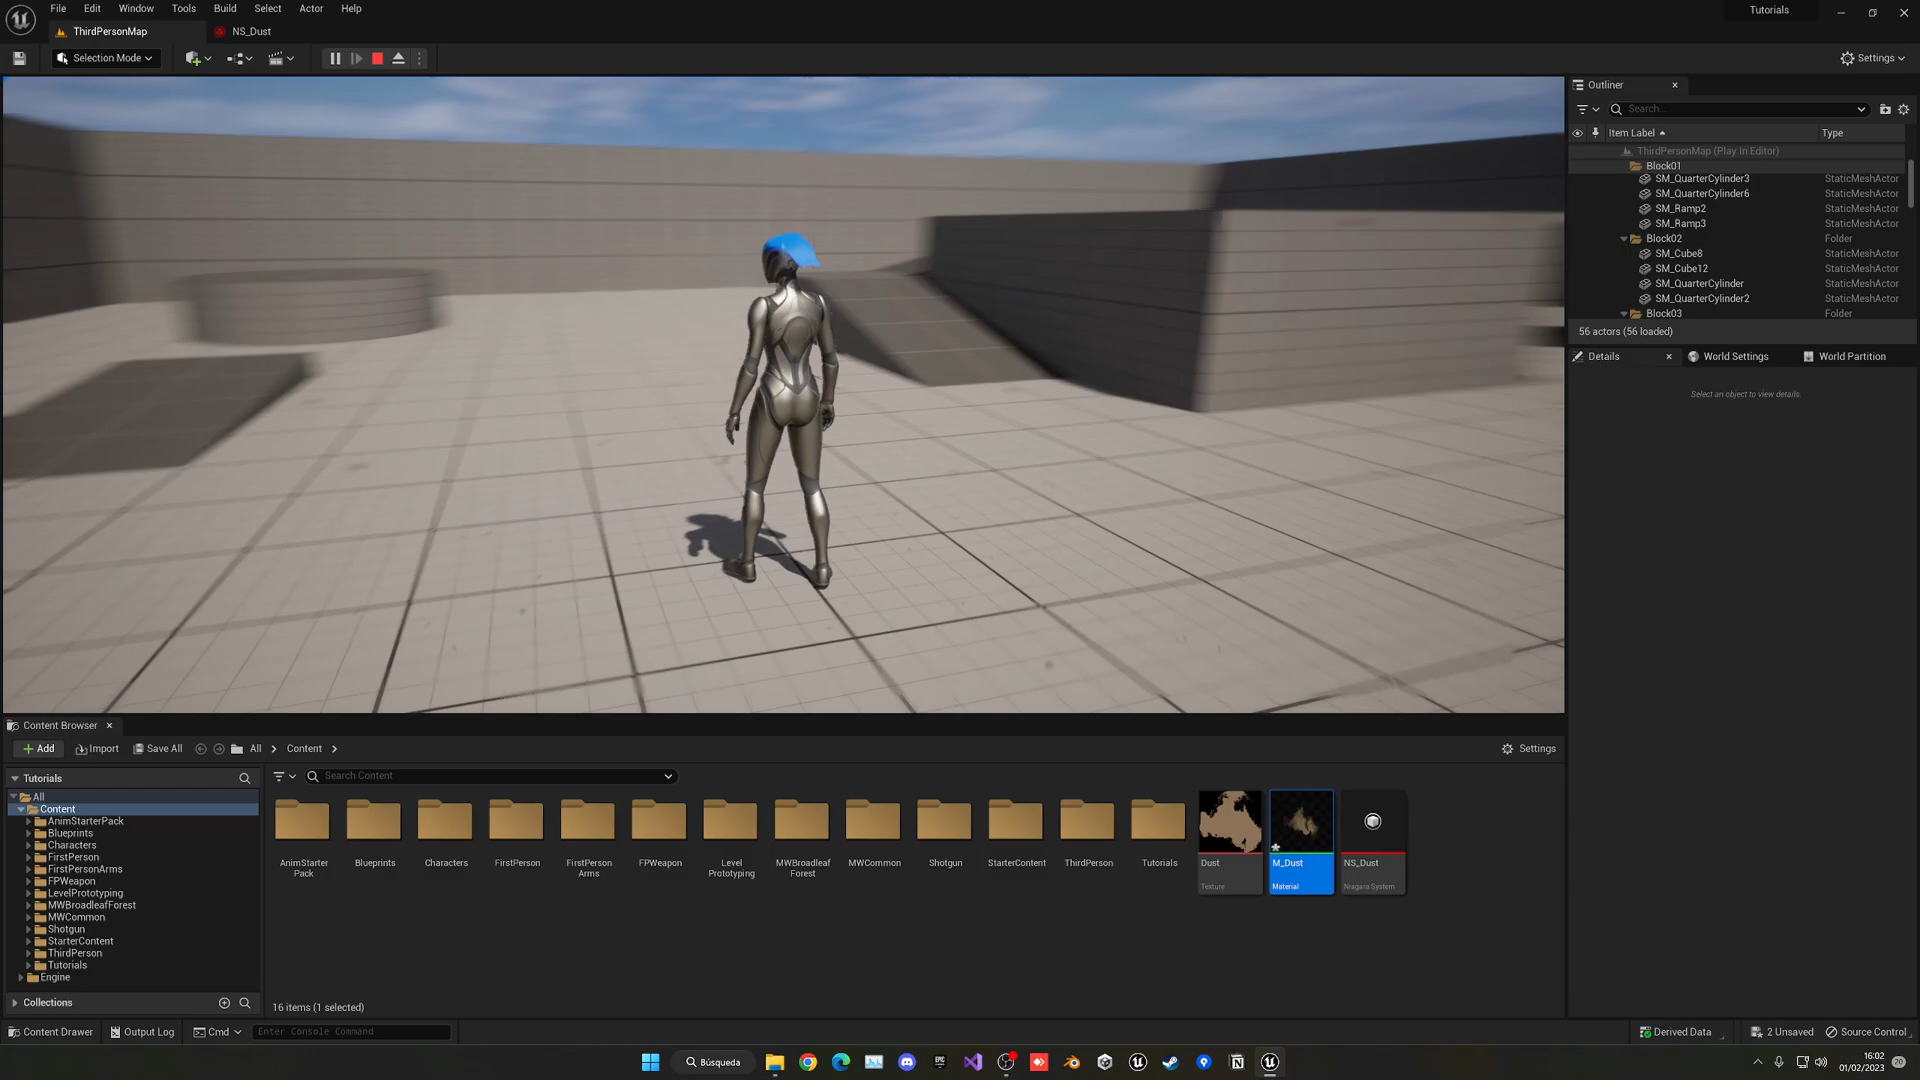 File Edit Window Tools Build Select Actor Help
Tutorials
ThirdPersonMap
NS_Dust
Selection Mode
Settings
Outliner
Search...
Item Label
Type
ThirdPersonMap (Play In Editor)
Block01
SM_QuarterCylinder3 StaticMeshActor
SM_QuarterCylinder6 StaticMeshActor
SM_Ramp2 StaticMeshActor
SM_Ramp3 StaticMeshActor
Block02 Folder
SM_Cube8 StaticMeshActor
SM_Cube12 StaticMeshActor
SM_QuarterCylinder StaticMeshActor
SM_QuarterCylinder2 StaticMeshActor
Block03 Folder
56 actors (56 loaded)
Details
World Settings
World Partition
Select an object to view details.
Content Browser
Add
Import
Save All
All
Content
Settings
Tutorials
All
Content
AnimStarterPack
Blueprints
Characters
FirstPerson
FirstPersonArms
FPWeapon
LevelPrototyping
MWBroadleafForest
MWCommon
Shotgun
StarterContent
ThirdPerson
Tutorials
Engine
Collections
Search Content
AnimStarter
Pack
Blueprints
Characters
FirstPerson
FirstPerson
Arms
FPWeapon
Level
Prototyping
MWBroadleaf
Forest
MWCommon
Shotgun
StarterContent
ThirdPerson
Tutorials
Dust
Texture
M_Dust
Material
NS_Dust
Niagara System
16 items (1 selected)
Content Drawer
Output Log
Cmd
Enter Console Command
Derived Data
2 Unsaved
Source Control
Búsqueda
16:02
01/02/2023
20